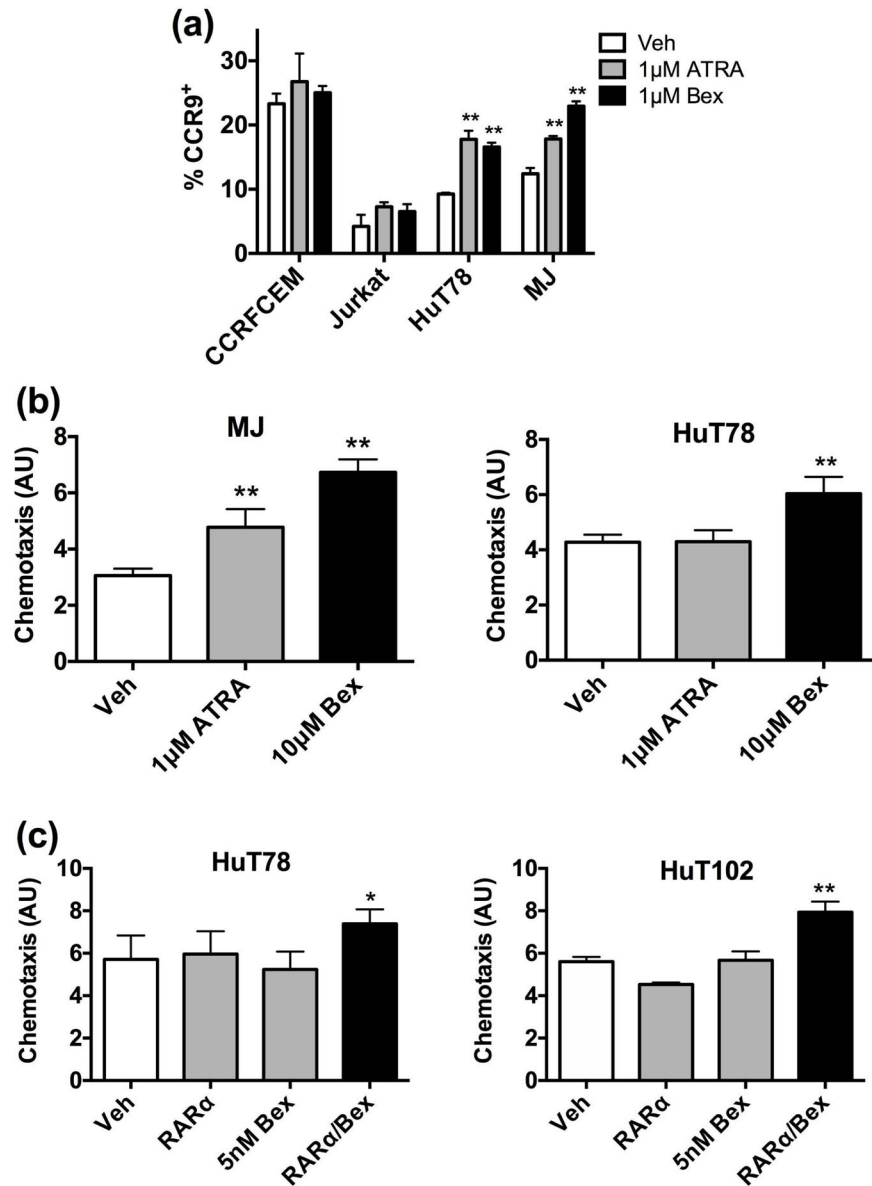 (a)
% CCR9+
30
20
10
0
Veh
1µM ATRA
1µM Bex
** **
** **
CCRFCEM
Jurkat
HuT78
MJ
(b)
MJ
Chemotaxis (AU)
8
6
4
2
0
**
**
Veh
1µM ATRA
10µM Bex
HuT78
Chemotaxis (AU)
8
6
4
2
0
**
Veh
1µM ATRA
10µM Bex
(c)
HuT78
Chemotaxis (AU)
10
8
6
4
2
0
*
Veh
RARα
5nM Bex
RARα/Bex
HuT102
Chemotaxis (AU)
10
8
6
4
2
0
**
Veh
RARα
5nM Bex
RARα/Bex